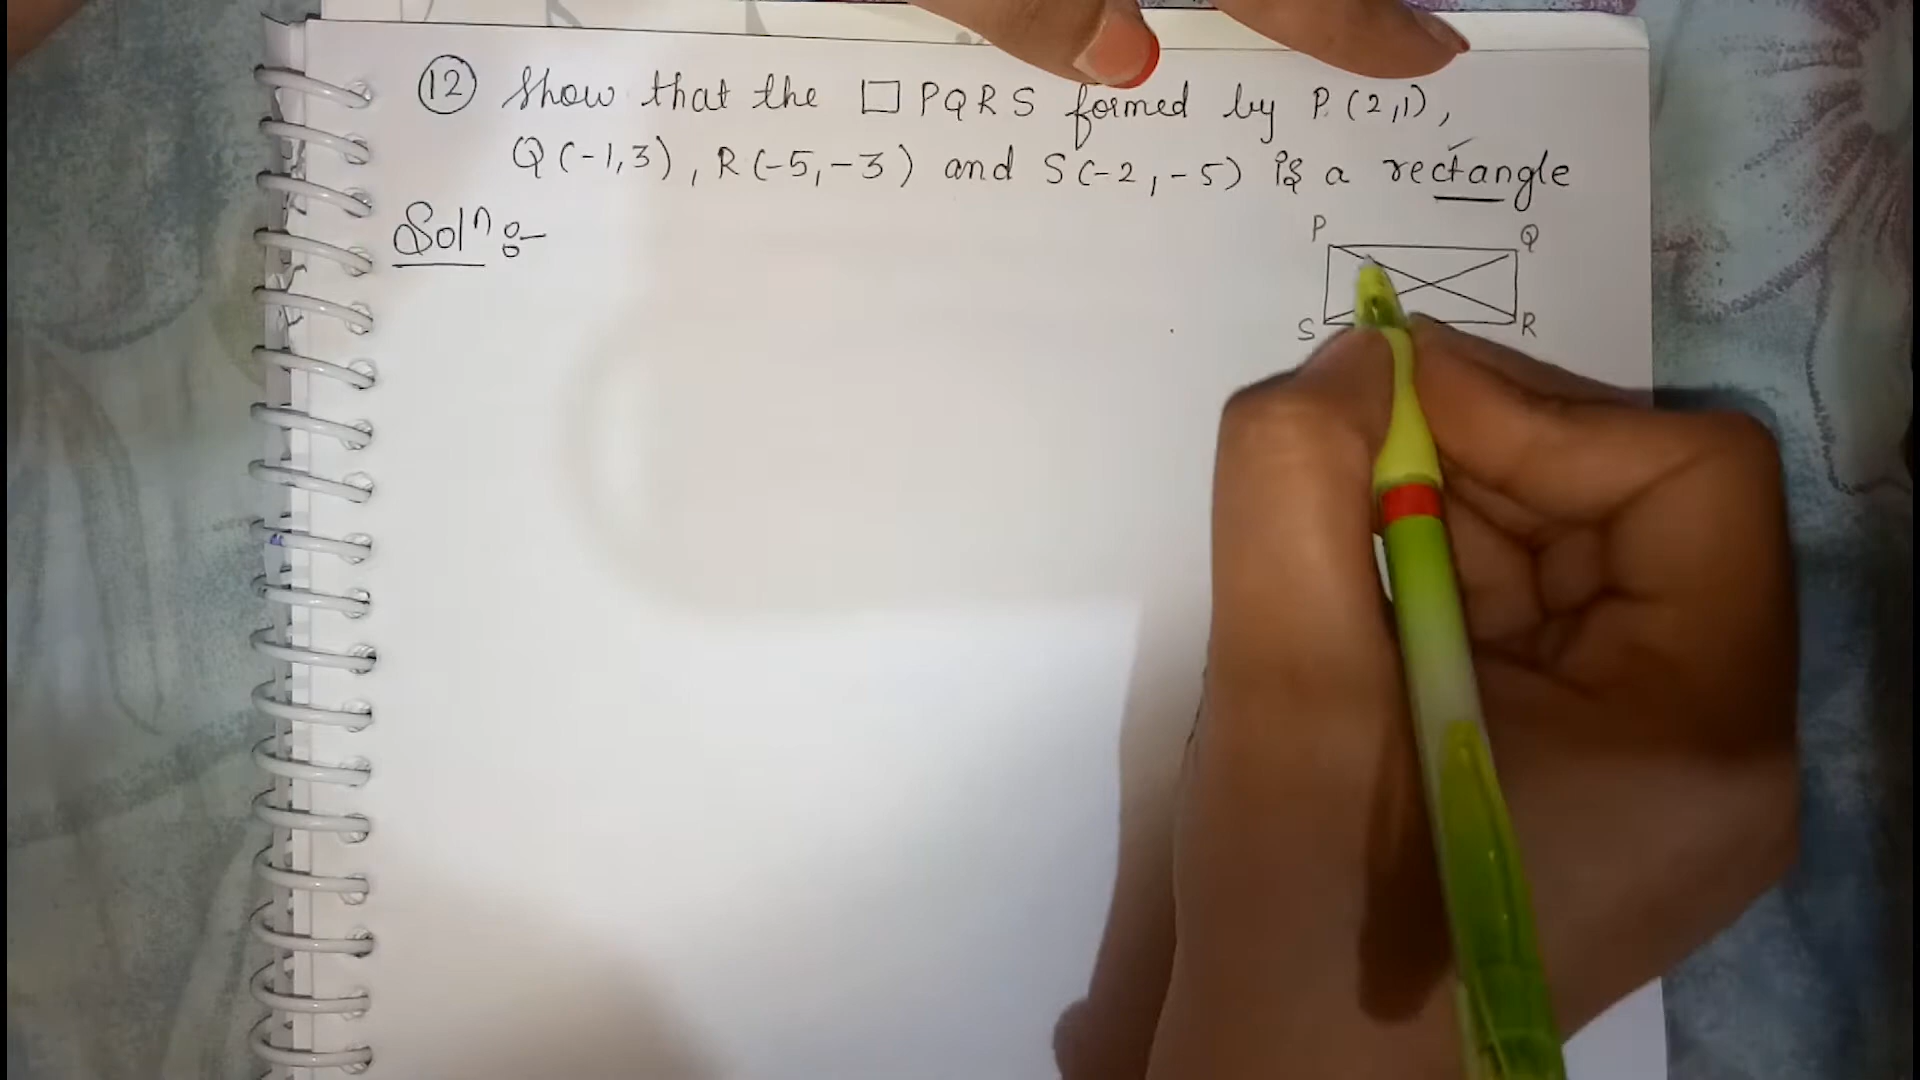 (12) Show that the □ PQRS formed by P.(2,1),
Q(-1,3), R(-5,-3) and S(-2,-5) is a rectangle
Solⁿ :-
P
Q
S
R